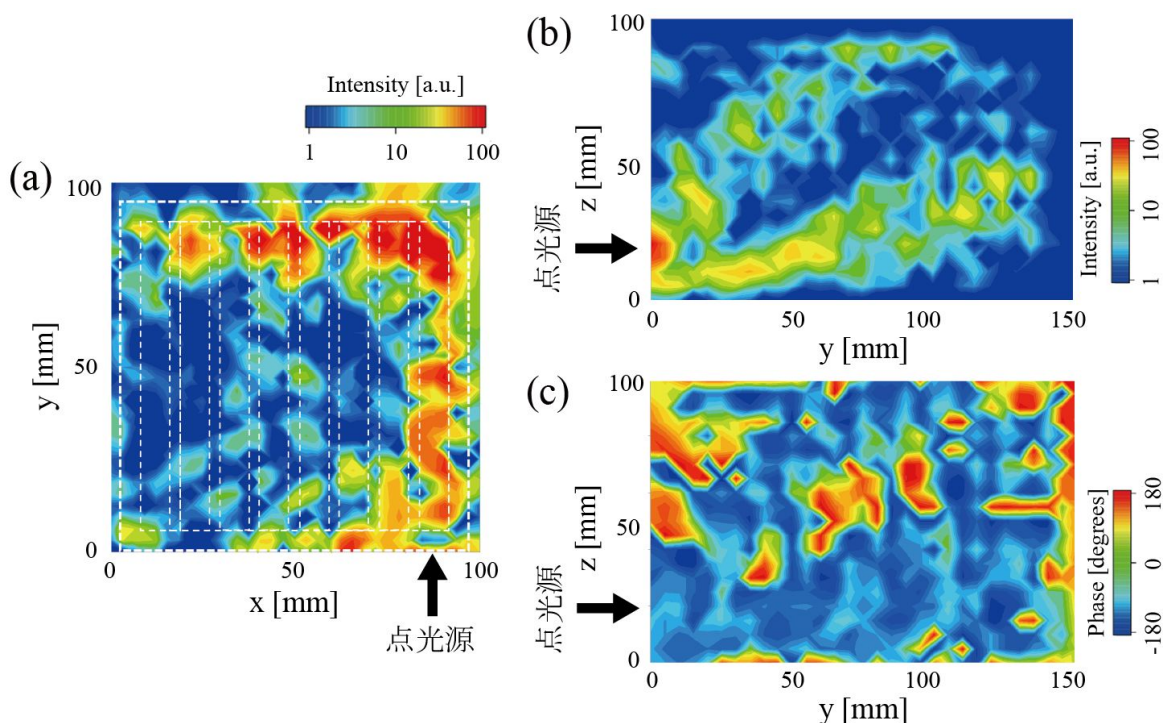 (a)
Intensity [a.u.]
1 10 100
100
50
0
y [mm]
0 50 100
x [mm]
点光源
(b)
100
50
0
z [mm]
点光源
0 50 100 150
y [mm]
Intensity [a.u.]
100
10
1
(c)
100
50
0
z [mm]
点光源
0 50 100 150
y [mm]
Phase [degrees]
180
0
-180